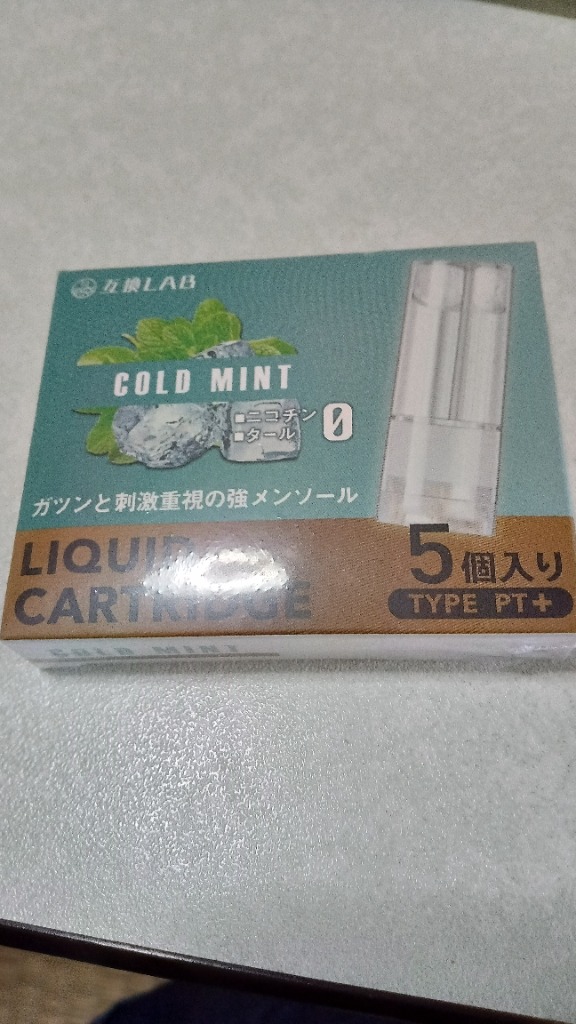 互換LAB
COLD MINT
■ニコチン 0
■タール
ガツンと刺激重視の強メンソール
LIQUID
CARTRIDGE
5個入り
TYPE PT+
COLD MINT